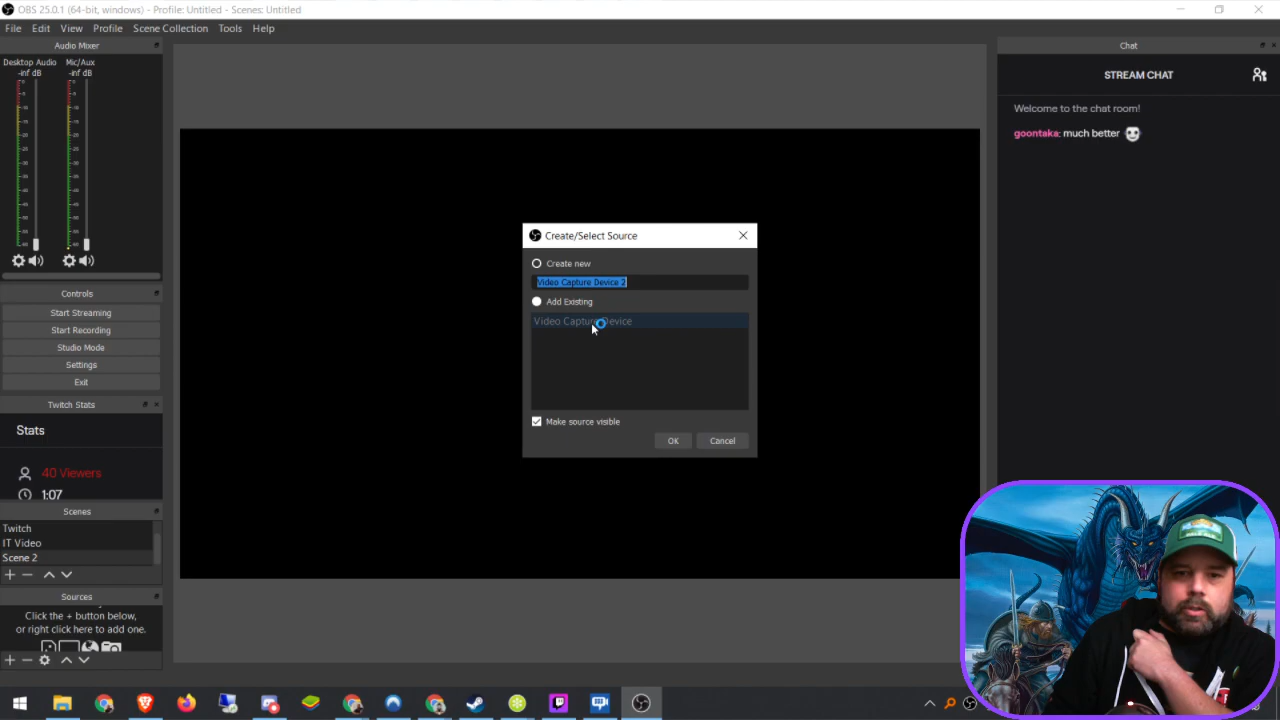 OBS 25.0.1 (64-bit, windows) - Profile: Untitled - Scenes: Untitled
File Edit View Profile Scene Collection Tools Help
Audio Mixer
Desktop Audio Mic/Aux
-inf dB -inf dB
Controls
Start Streaming
Start Recording
Studio Mode
Settings
Exit
Twitch Stats
Stats
40 Viewers
1:07
Scenes
Twitch
IT Video
Scene 2
Sources
Click the + button below,
or right click here to add one.
Create/Select Source
Create new
Video Capture Device 2
Add Existing
Video Capture Device
Make source visible
OK Cancel
Chat
STREAM CHAT
Welcome to the chat room!
goontaka: much better